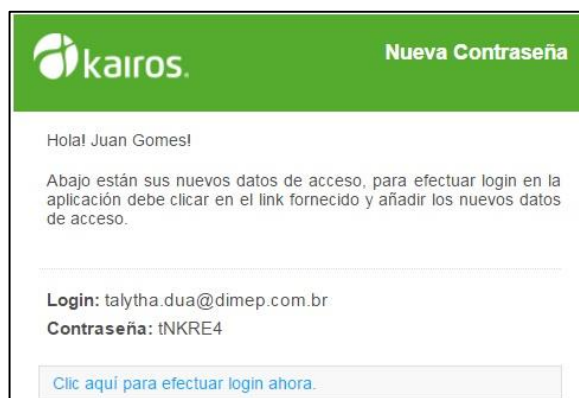 kairos.
Nueva Contraseña
Hola! Juan Gomes!
Abajo están sus nuevos datos de acceso, para efectuar login en la
aplicación debe clicar en el link fornecido y añadir los nuevos datos
de acceso.
Login: talytha.dua@dimep.com.br
Contraseña: tNKRE4
Clic aquí para efectuar login ahora.